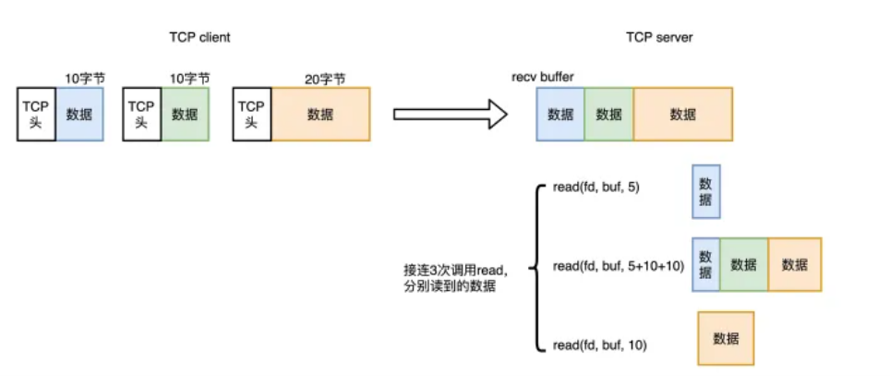 TCP client
TCP server
10字节
10字节
20字节
recv buffer
TCP
头
数据
TCP
头
数据
TCP
头
数据
数据
数据
数据
read(fd, buf, 5)
数
据
接连3次调用read,
分别读到的数据
read(fd, buf, 5+10+10)
数
据
数据
数据
read(fd, buf, 10)
数据